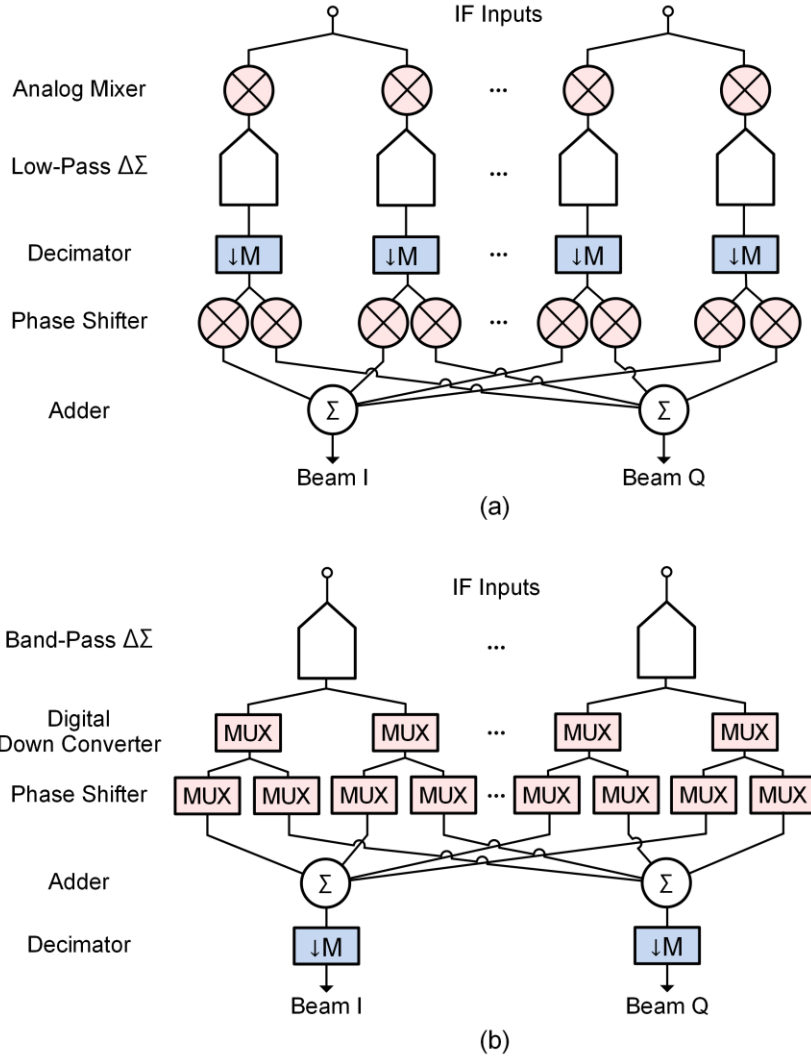 IF Inputs
Analog Mixer
...
Low-Pass ΔΣ
...
Decimator
↓M ↓M ... ↓M ↓M
Phase Shifter
...
Adder
Σ Σ
Beam I Beam Q
(a)
IF Inputs
Band-Pass ΔΣ
...
Digital
Down Converter
MUX MUX ... MUX MUX
Phase Shifter
MUX MUX MUX MUX ... MUX MUX MUX MUX
Adder
Σ Σ
Decimator
↓M ↓M
Beam I Beam Q
(b)